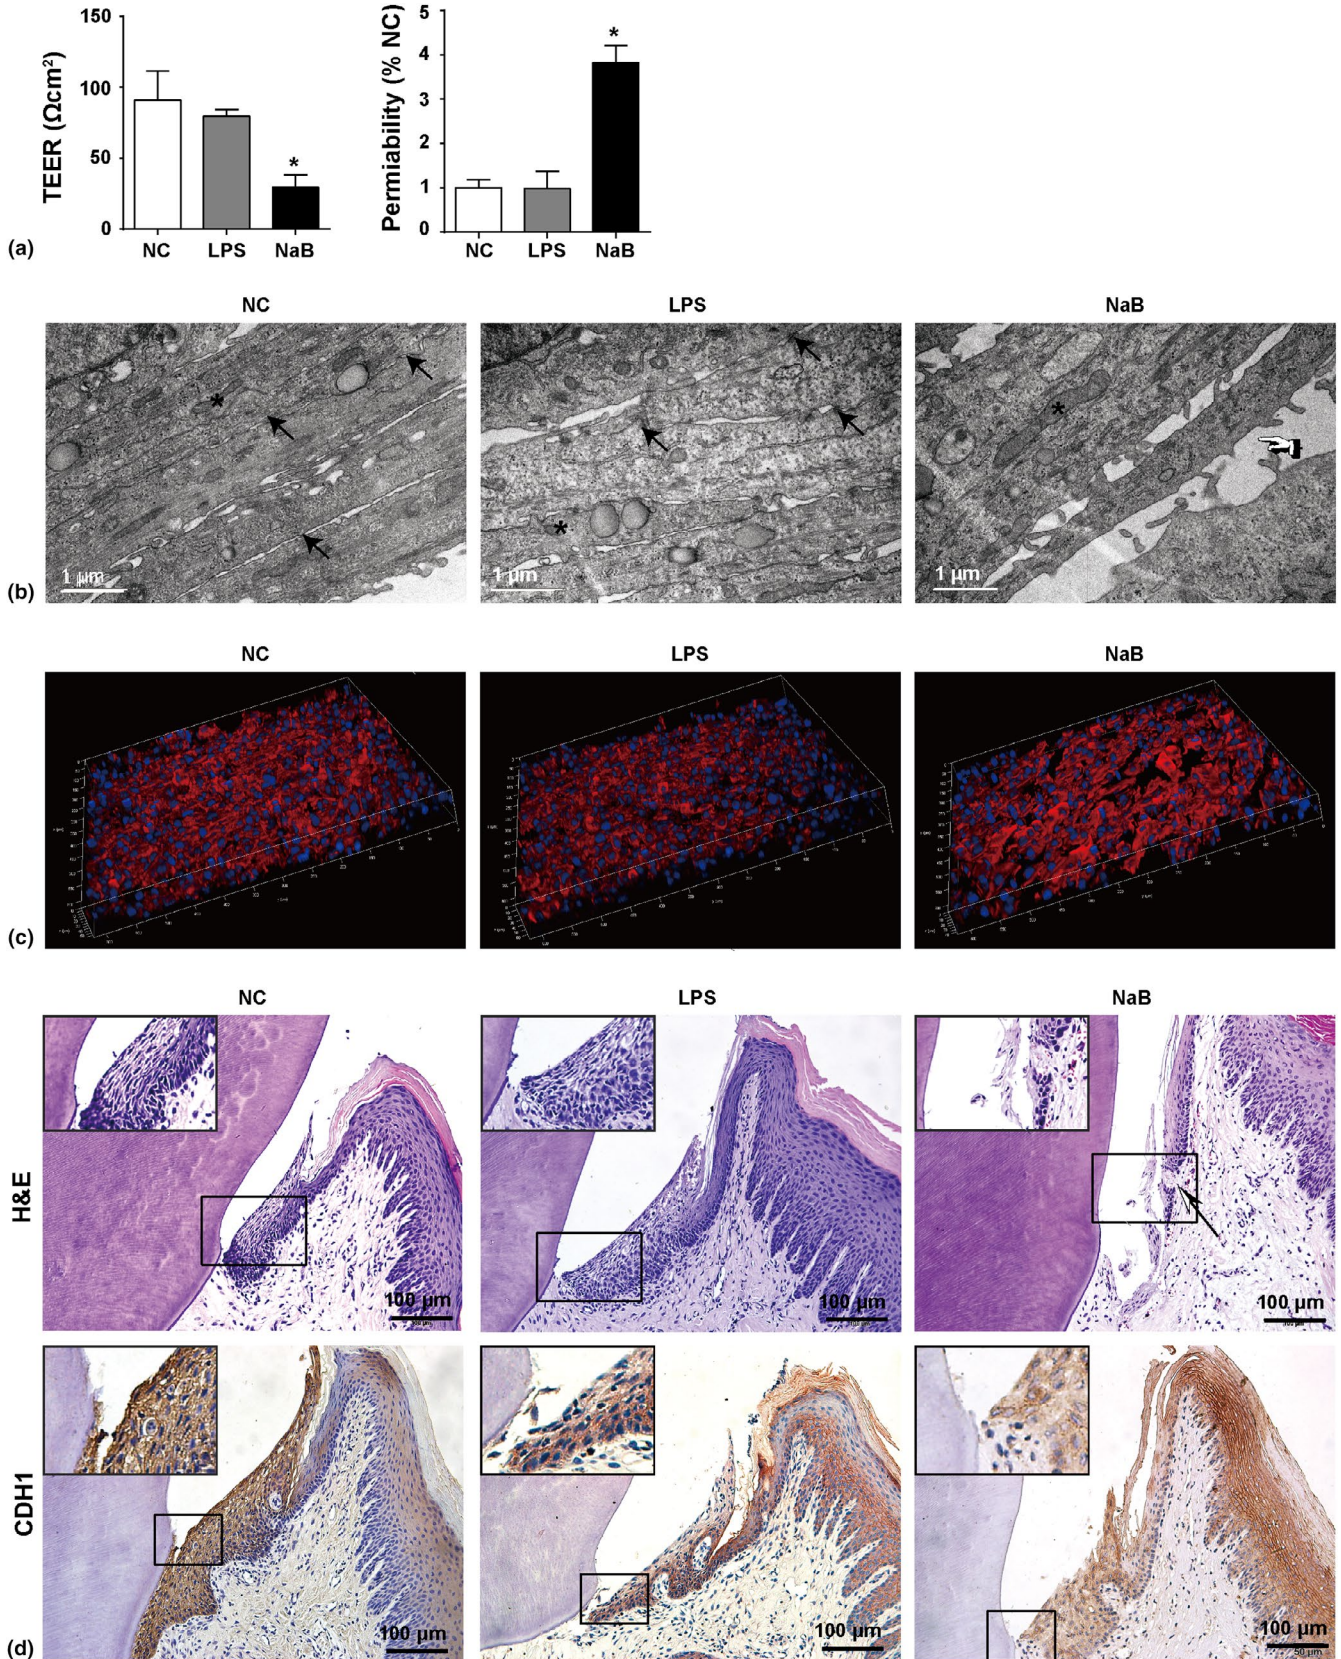 TEER (Ωcm²)
150
100
50
0
NC LPS NaB
*
Permiability (% NC)
5
4
3
2
1
0
NC LPS NaB
*
(a)
NC LPS NaB
* * *
1 µm 1 µm 1 µm
(b)
NC LPS NaB
(c)
NC LPS NaB
H&E
100 µm 100 µm 100 µm
CDH1
100 µm 100 µm 100 µm
50 µm
(d)